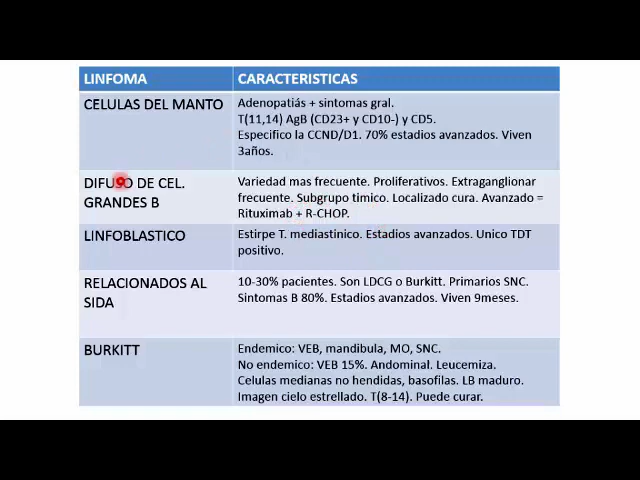 LINFOMA
CARACTERISTICAS
CELULAS DEL MANTO
Adenopatiás + sintomas gral.
T(11,14) AgB (CD23+ y CD10-) y CD5.
Especifico la CCND/D1. 70% estadios avanzados. Viven
3años.
DIFUSO DE CEL.
GRANDES B
Variedad mas frecuente. Proliferativos. Extraganglionar
frecuente. Subgrupo timico. Localizado cura. Avanzado =
Rituximab + R-CHOP.
LINFOBLASTICO
Estirpe T. mediastinico. Estadios avanzados. Unico TDT
positivo.
RELACIONADOS AL
SIDA
10-30% pacientes. Son LDCG o Burkitt. Primarios SNC.
Sintomas B 80%. Estadios avanzados. Viven 9meses.
BURKITT
Endemico: VEB, mandibula, MO, SNC.
No endemico: VEB 15%. Abdominal. Leucemiza.
Celulas medianas no hendidas, basofilas. LB maduro.
Imagen cielo estrellado. T(8-14). Puede curar.